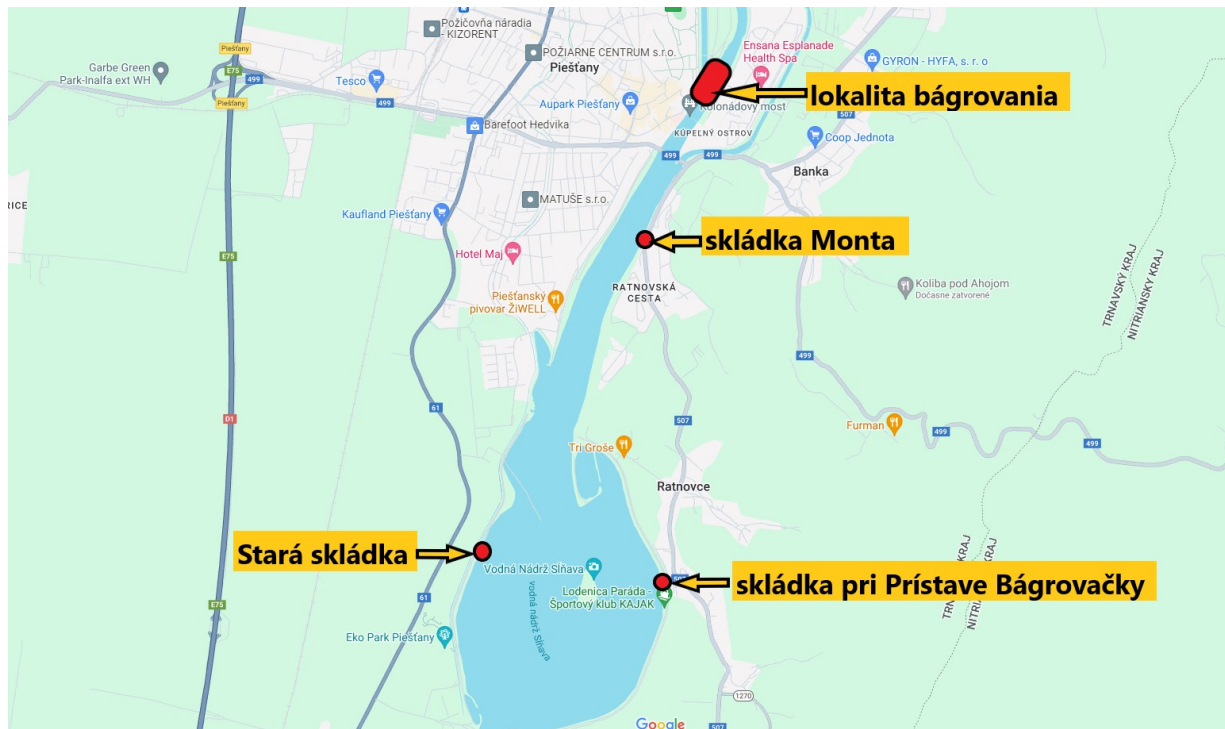 Požičovňa náradia
- KIZORENT
POŽIARNE CENTRUM s.r.o.
Piešťany
Ensana Esplanade
Health Spa
GYRON - HYFA, s. r. o
Garbe Green
Park-Inalfa ext WH
Piešťany
E75
499
Piešťany
Tesco
499
Aupark Piešťany
Kolonádový most
lokalita bágrovania
507
Barefoot Hedvika
KÚPEĽNÝ OSTROV
Coop Jednota
499
499
Banka
RICE
MATUŠE s.r.o.
Kaufland Piešťany
skládka Monta
E75
Hotel Maj
RATNOVSKÁ
CESTA
Koliba pod Ahojom
Dočasne zatvorené
TRNAVSKÝ KRAJ
NITRIANSKY KRAJ
Piešťanský
pivovar ŽiWELL
499
61
D1
507
Furman
499
499
Tri Groše
Ratnovce
Stará skládka
Vodná Nádrž Sĺňava
vodná nádrž Sĺňava
507
skládka pri Prístave Bágrovačky
Lodenica Paráda -
Športový klub KAJAK
KRAJ
KRAJ
61
E75
Eko Park Piešťany
1270
Google
507